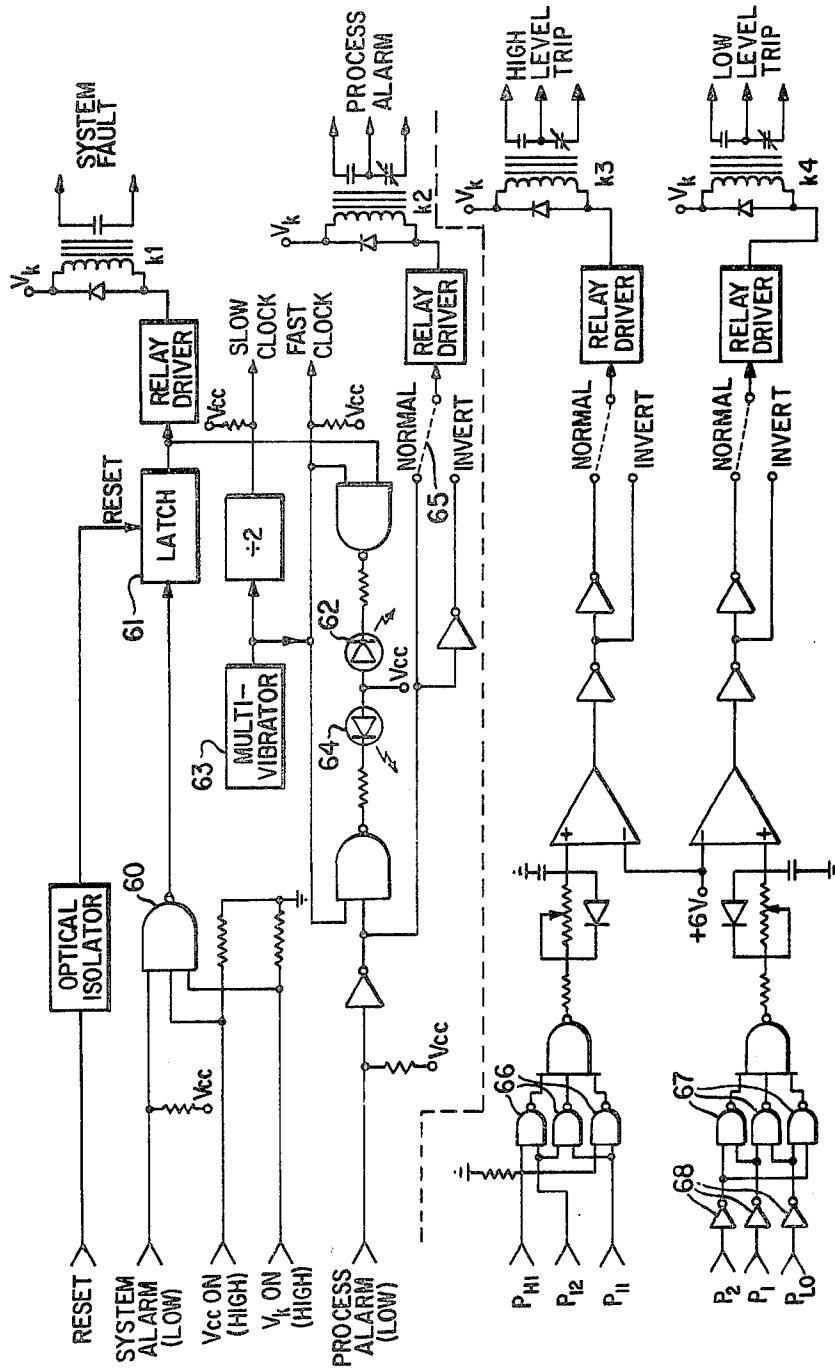 RESET
OPTICAL
ISOLATOR
RESET
61
LATCH
RELAY
DRIVER
Vk
k1
SYSTEM
FAULT
SYSTEM
ALARM
(LOW)
Vcc
60
Vcc ON
(HIGH)
Vk ON
(HIGH)
63
MULTI-
VIBRATOR
÷2
Vcc
SLOW
CLOCK
FAST
CLOCK
Vcc
64
62
Vcc
PROCESS
ALARM
(LOW)
Vcc
NORMAL
65
INVERT
RELAY
DRIVER
Vk
k2
PROCESS
ALARM
PH1
P12
P11
66
NORMAL
INVERT
RELAY
DRIVER
Vk
k3
HIGH
LEVEL
TRIP
+
−
+6V
−
+
P2
P1
PLO
68
67
NORMAL
INVERT
RELAY
DRIVER
Vk
k4
LOW
LEVEL
TRIP